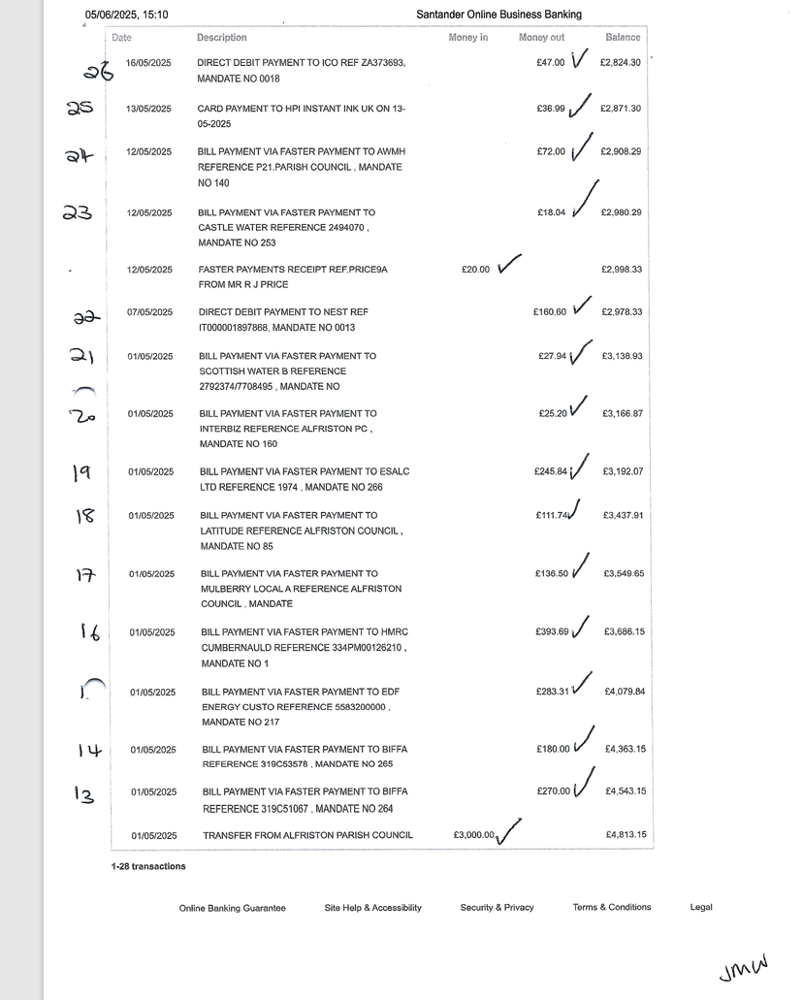 05/06/2025, 15:10 Santander Online Business Banking
Date Description Money in Money out Balance
26 16/05/2025 DIRECT DEBIT PAYMENT TO ICO REF ZA373693, £47.00 £2,824.30
MANDATE NO 0018
25 13/05/2025 CARD PAYMENT TO HPI INSTANT INK UK ON 13- £36.99 £2,871.30
05-2025
24 12/05/2025 BILL PAYMENT VIA FASTER PAYMENT TO AWMH £72.00 £2,908.29
REFERENCE P21.PARISH COUNCIL , MANDATE
NO 140
23 12/05/2025 BILL PAYMENT VIA FASTER PAYMENT TO £18.04 £2,980.29
CASTLE WATER REFERENCE 2494070 ,
MANDATE NO 253
12/05/2025 FASTER PAYMENTS RECEIPT REF.PRICE9A £20.00 £2,998.33
FROM MR R J PRICE
22 07/05/2025 DIRECT DEBIT PAYMENT TO NEST REF £160.60 £2,978.33
IT000001897868, MANDATE NO 0013
21 01/05/2025 BILL PAYMENT VIA FASTER PAYMENT TO £27.94 £3,138.93
SCOTTISH WATER B REFERENCE
2792374/7708495 , MANDATE NO
20 01/05/2025 BILL PAYMENT VIA FASTER PAYMENT TO £25.20 £3,166.87
INTERBIZ REFERENCE ALFRISTON PC ,
MANDATE NO 160
19 01/05/2025 BILL PAYMENT VIA FASTER PAYMENT TO ESALC £245.84 £3,192.07
LTD REFERENCE 1974 , MANDATE NO 266
18 01/05/2025 BILL PAYMENT VIA FASTER PAYMENT TO £111.74 £3,437.91
LATITUDE REFERENCE ALFRISTON COUNCIL ,
MANDATE NO 85
17 01/05/2025 BILL PAYMENT VIA FASTER PAYMENT TO £136.50 £3,549.65
MULBERRY LOCAL A REFERENCE ALFRISTON
COUNCIL , MANDATE
16 01/05/2025 BILL PAYMENT VIA FASTER PAYMENT TO HMRC £393.69 £3,686.15
CUMBERNAULD REFERENCE 334PM00126210 ,
MANDATE NO 1
01/05/2025 BILL PAYMENT VIA FASTER PAYMENT TO EDF £283.31 £4,079.84
ENERGY CUSTO REFERENCE 5583200000 ,
MANDATE NO 217
14 01/05/2025 BILL PAYMENT VIA FASTER PAYMENT TO BIFFA £180.00 £4,363.15
REFERENCE 319C53578 , MANDATE NO 265
13 01/05/2025 BILL PAYMENT VIA FASTER PAYMENT TO BIFFA £270.00 £4,543.15
REFERENCE 319C51067 , MANDATE NO 264
01/05/2025 TRANSFER FROM ALFRISTON PARISH COUNCIL £3,000.00 £4,813.15
1-28 transactions
Online Banking Guarantee Site Help & Accessibility Security & Privacy Terms & Conditions Legal
JMW